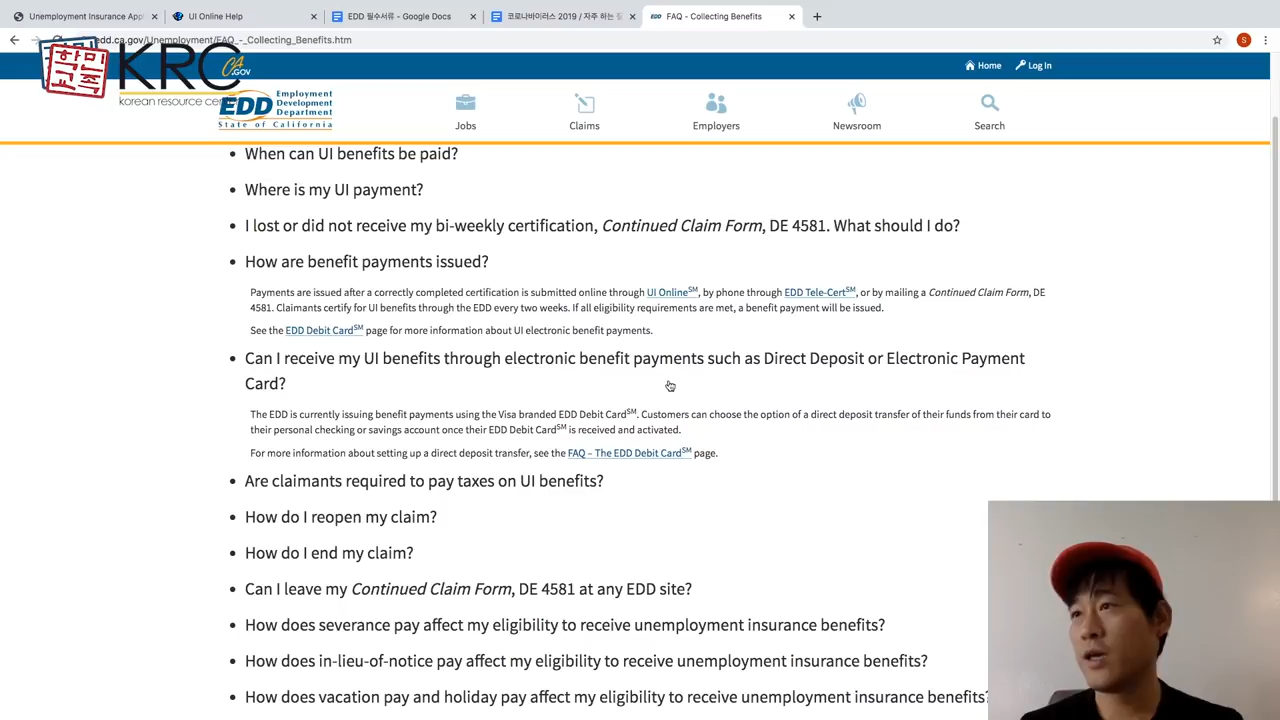 Unemployment Insurance App
UI Online Help
EDD 필수서류 - Google Docs
코로나바이러스 2019 / 자주 하는 질
FAQ - Collecting Benefits
edd.ca.gov/Unemployment/FAQ_-_Collecting_Benefits.htm
학미
교족
KRC
korean resource cen
CA.GOV
Home
Log In
EDD
Employment
Development
Department
State of California
Jobs
Claims
Employers
Newsroom
Search
• When can UI benefits be paid?
• Where is my UI payment?
• I lost or did not receive my bi-weekly certification, Continued Claim Form, DE 4581. What should I do?
• How are benefit payments issued?
Payments are issued after a correctly completed certification is submitted online through UI Online℠, by phone through EDD Tele-Cert℠, or by mailing a Continued Claim Form, DE
4581. Claimants certify for UI benefits through the EDD every two weeks. If all eligibility requirements are met, a benefit payment will be issued.
See the EDD Debit Card℠ page for more information about UI electronic benefit payments.
• Can I receive my UI benefits through electronic benefit payments such as Direct Deposit or Electronic Payment
Card?
The EDD is currently issuing benefit payments using the Visa branded EDD Debit Card℠. Customers can choose the option of a direct deposit transfer of their funds from their card to
their personal checking or savings account once their EDD Debit Card℠ is received and activated.
For more information about setting up a direct deposit transfer, see the FAQ – The EDD Debit Card℠ page.
• Are claimants required to pay taxes on UI benefits?
• How do I reopen my claim?
• How do I end my claim?
• Can I leave my Continued Claim Form, DE 4581 at any EDD site?
• How does severance pay affect my eligibility to receive unemployment insurance benefits?
• How does in-lieu-of-notice pay affect my eligibility to receive unemployment insurance benefits?
• How does vacation pay and holiday pay affect my eligibility to receive unemployment insurance benefits?